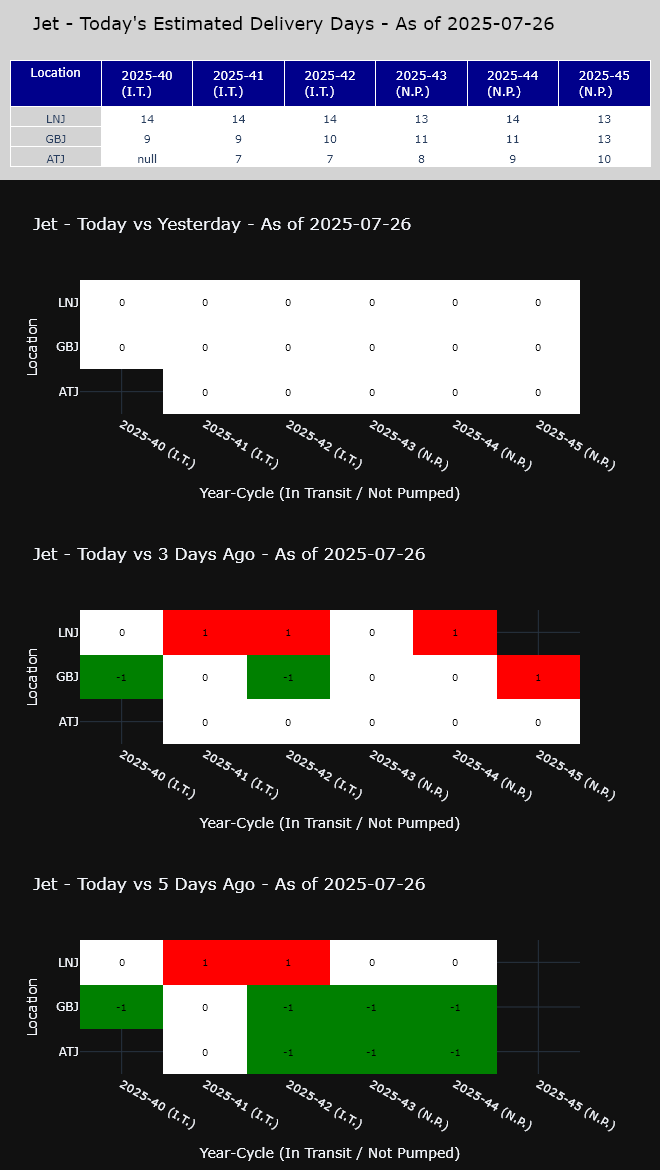 Jet - Today's Estimated Delivery Days - As of 2025-07-26
Location 2025-40 (I.T.) 2025-41 (I.T.) 2025-42 (I.T.) 2025-43 (N.P.) 2025-44 (N.P.) 2025-45 (N.P.)
LNJ 14 14 14 13 14 13
GBJ 9 9 10 11 11 13
ATJ null 7 7 8 9 10
Jet - Today vs Yesterday - As of 2025-07-26
Location
LNJ 0 0 0 0 0 0
GBJ 0 0 0 0 0 0
ATJ 0 0 0 0 0
2025-40 (I.T.) 2025-41 (I.T.) 2025-42 (I.T.) 2025-43 (N.P.) 2025-44 (N.P.) 2025-45 (N.P.)
Year-Cycle (In Transit / Not Pumped)
Jet - Today vs 3 Days Ago - As of 2025-07-26
Location
LNJ 0 1 1 0 1
GBJ -1 0 -1 0 0 1
ATJ 0 0 0 0 0
2025-40 (I.T.) 2025-41 (I.T.) 2025-42 (I.T.) 2025-43 (N.P.) 2025-44 (N.P.) 2025-45 (N.P.)
Year-Cycle (In Transit / Not Pumped)
Jet - Today vs 5 Days Ago - As of 2025-07-26
Location
LNJ 0 1 1 0 0
GBJ -1 0 -1 -1 -1
ATJ 0 -1 -1 -1
2025-40 (I.T.) 2025-41 (I.T.) 2025-42 (I.T.) 2025-43 (N.P.) 2025-44 (N.P.) 2025-45 (N.P.)
Year-Cycle (In Transit / Not Pumped)